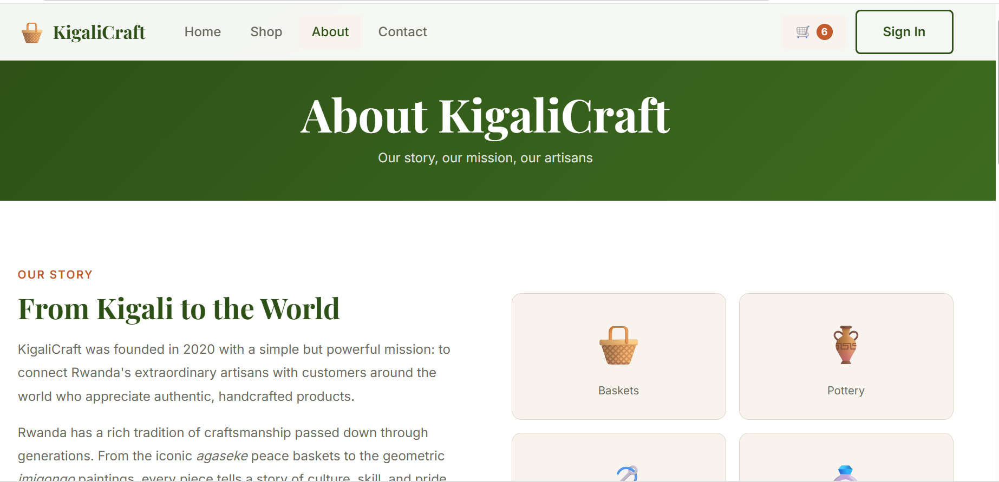 KigaliCraft
Home
Shop
About
Contact
6
Sign In
About KigaliCraft
Our story, our mission, our artisans
OUR STORY
From Kigali to the World
KigaliCraft was founded in 2020 with a simple but powerful mission: to
connect Rwanda's extraordinary artisans with customers around the
world who appreciate authentic, handcrafted products.
Rwanda has a rich tradition of craftsmanship passed down through
generations. From the iconic agaseke peace baskets to the geometric
imigongo paintings, every piece tells a story of culture, skill, and pride.
Baskets
Pottery